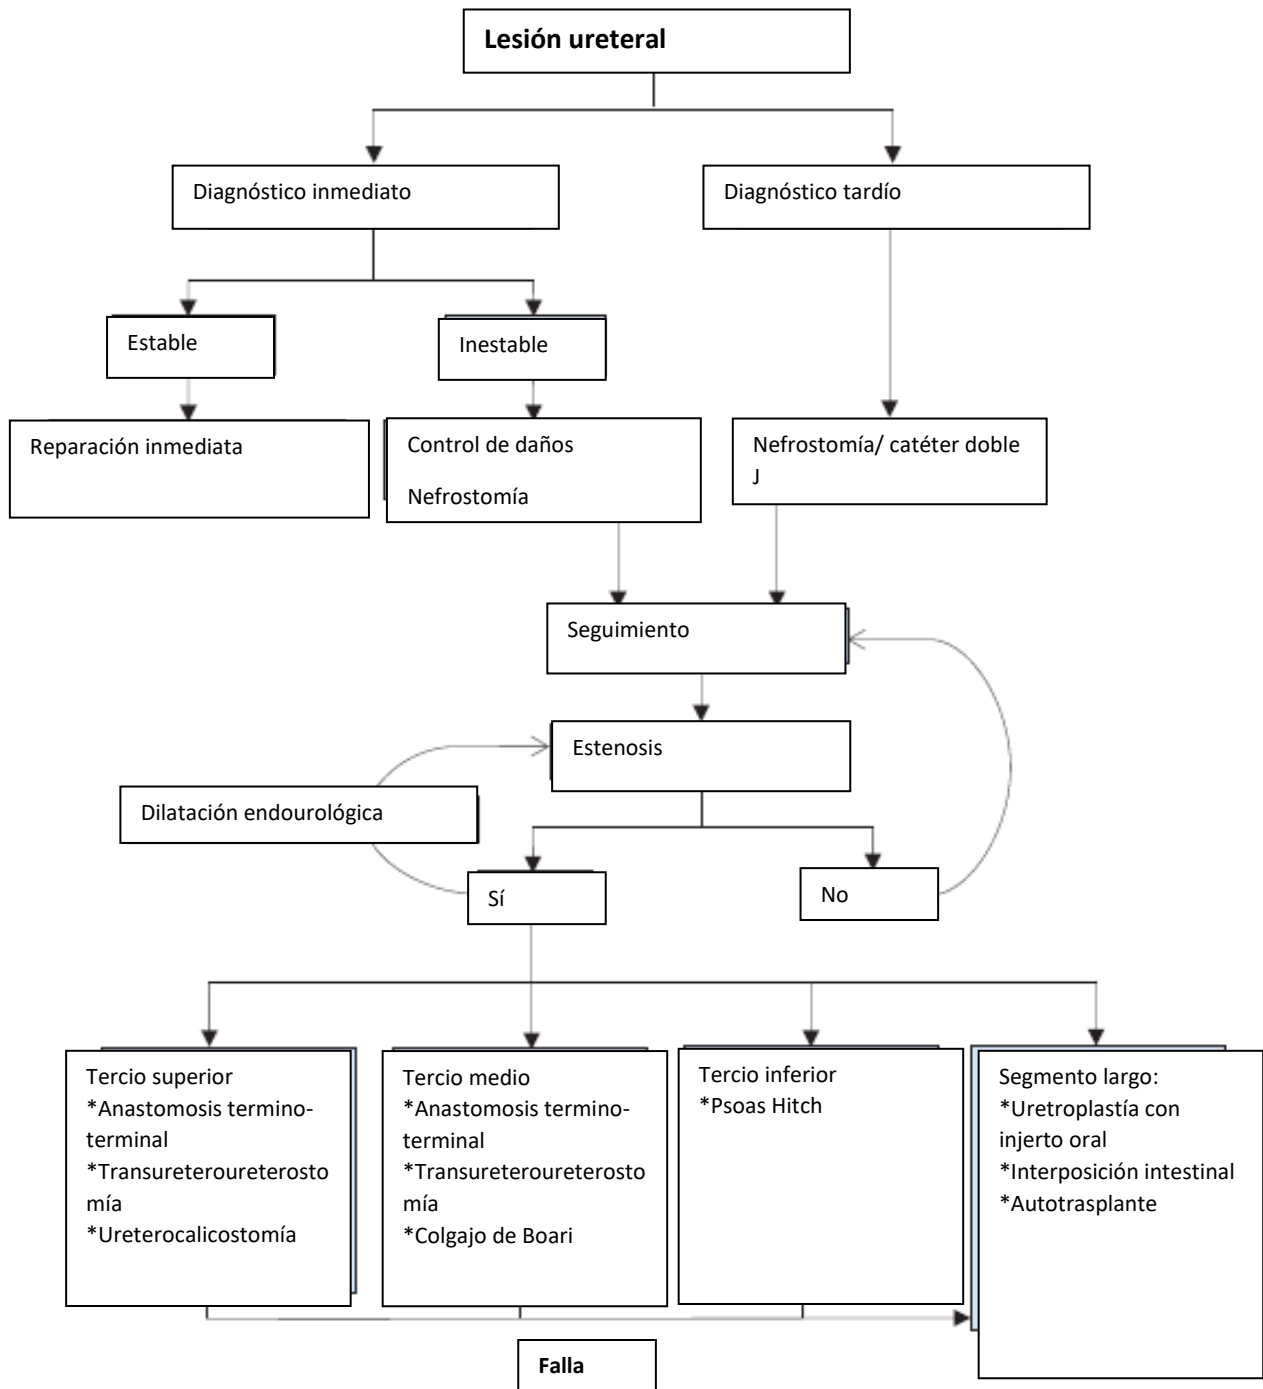 Lesión ureteral
Diagnóstico inmediato
Diagnóstico tardío
Estable
Inestable
Reparación inmediata
Control de daños
Nefrostomía
Nefrostomía/ catéter doble
J
Seguimiento
Estenosis
Dilatación endourológica
Sí
No
Tercio superior
*Anastomosis termino-
terminal
*Transureteroureterosto
mía
*Ureterocalicostomía
Tercio medio
*Anastomosis termino-
terminal
*Transureteroureterosto
mía
*Colgajo de Boari
Tercio inferior
*Psoas Hitch
Segmento largo:
*Uretroplastía con
injerto oral
*Interposición intestinal
*Autotrasplante
Falla